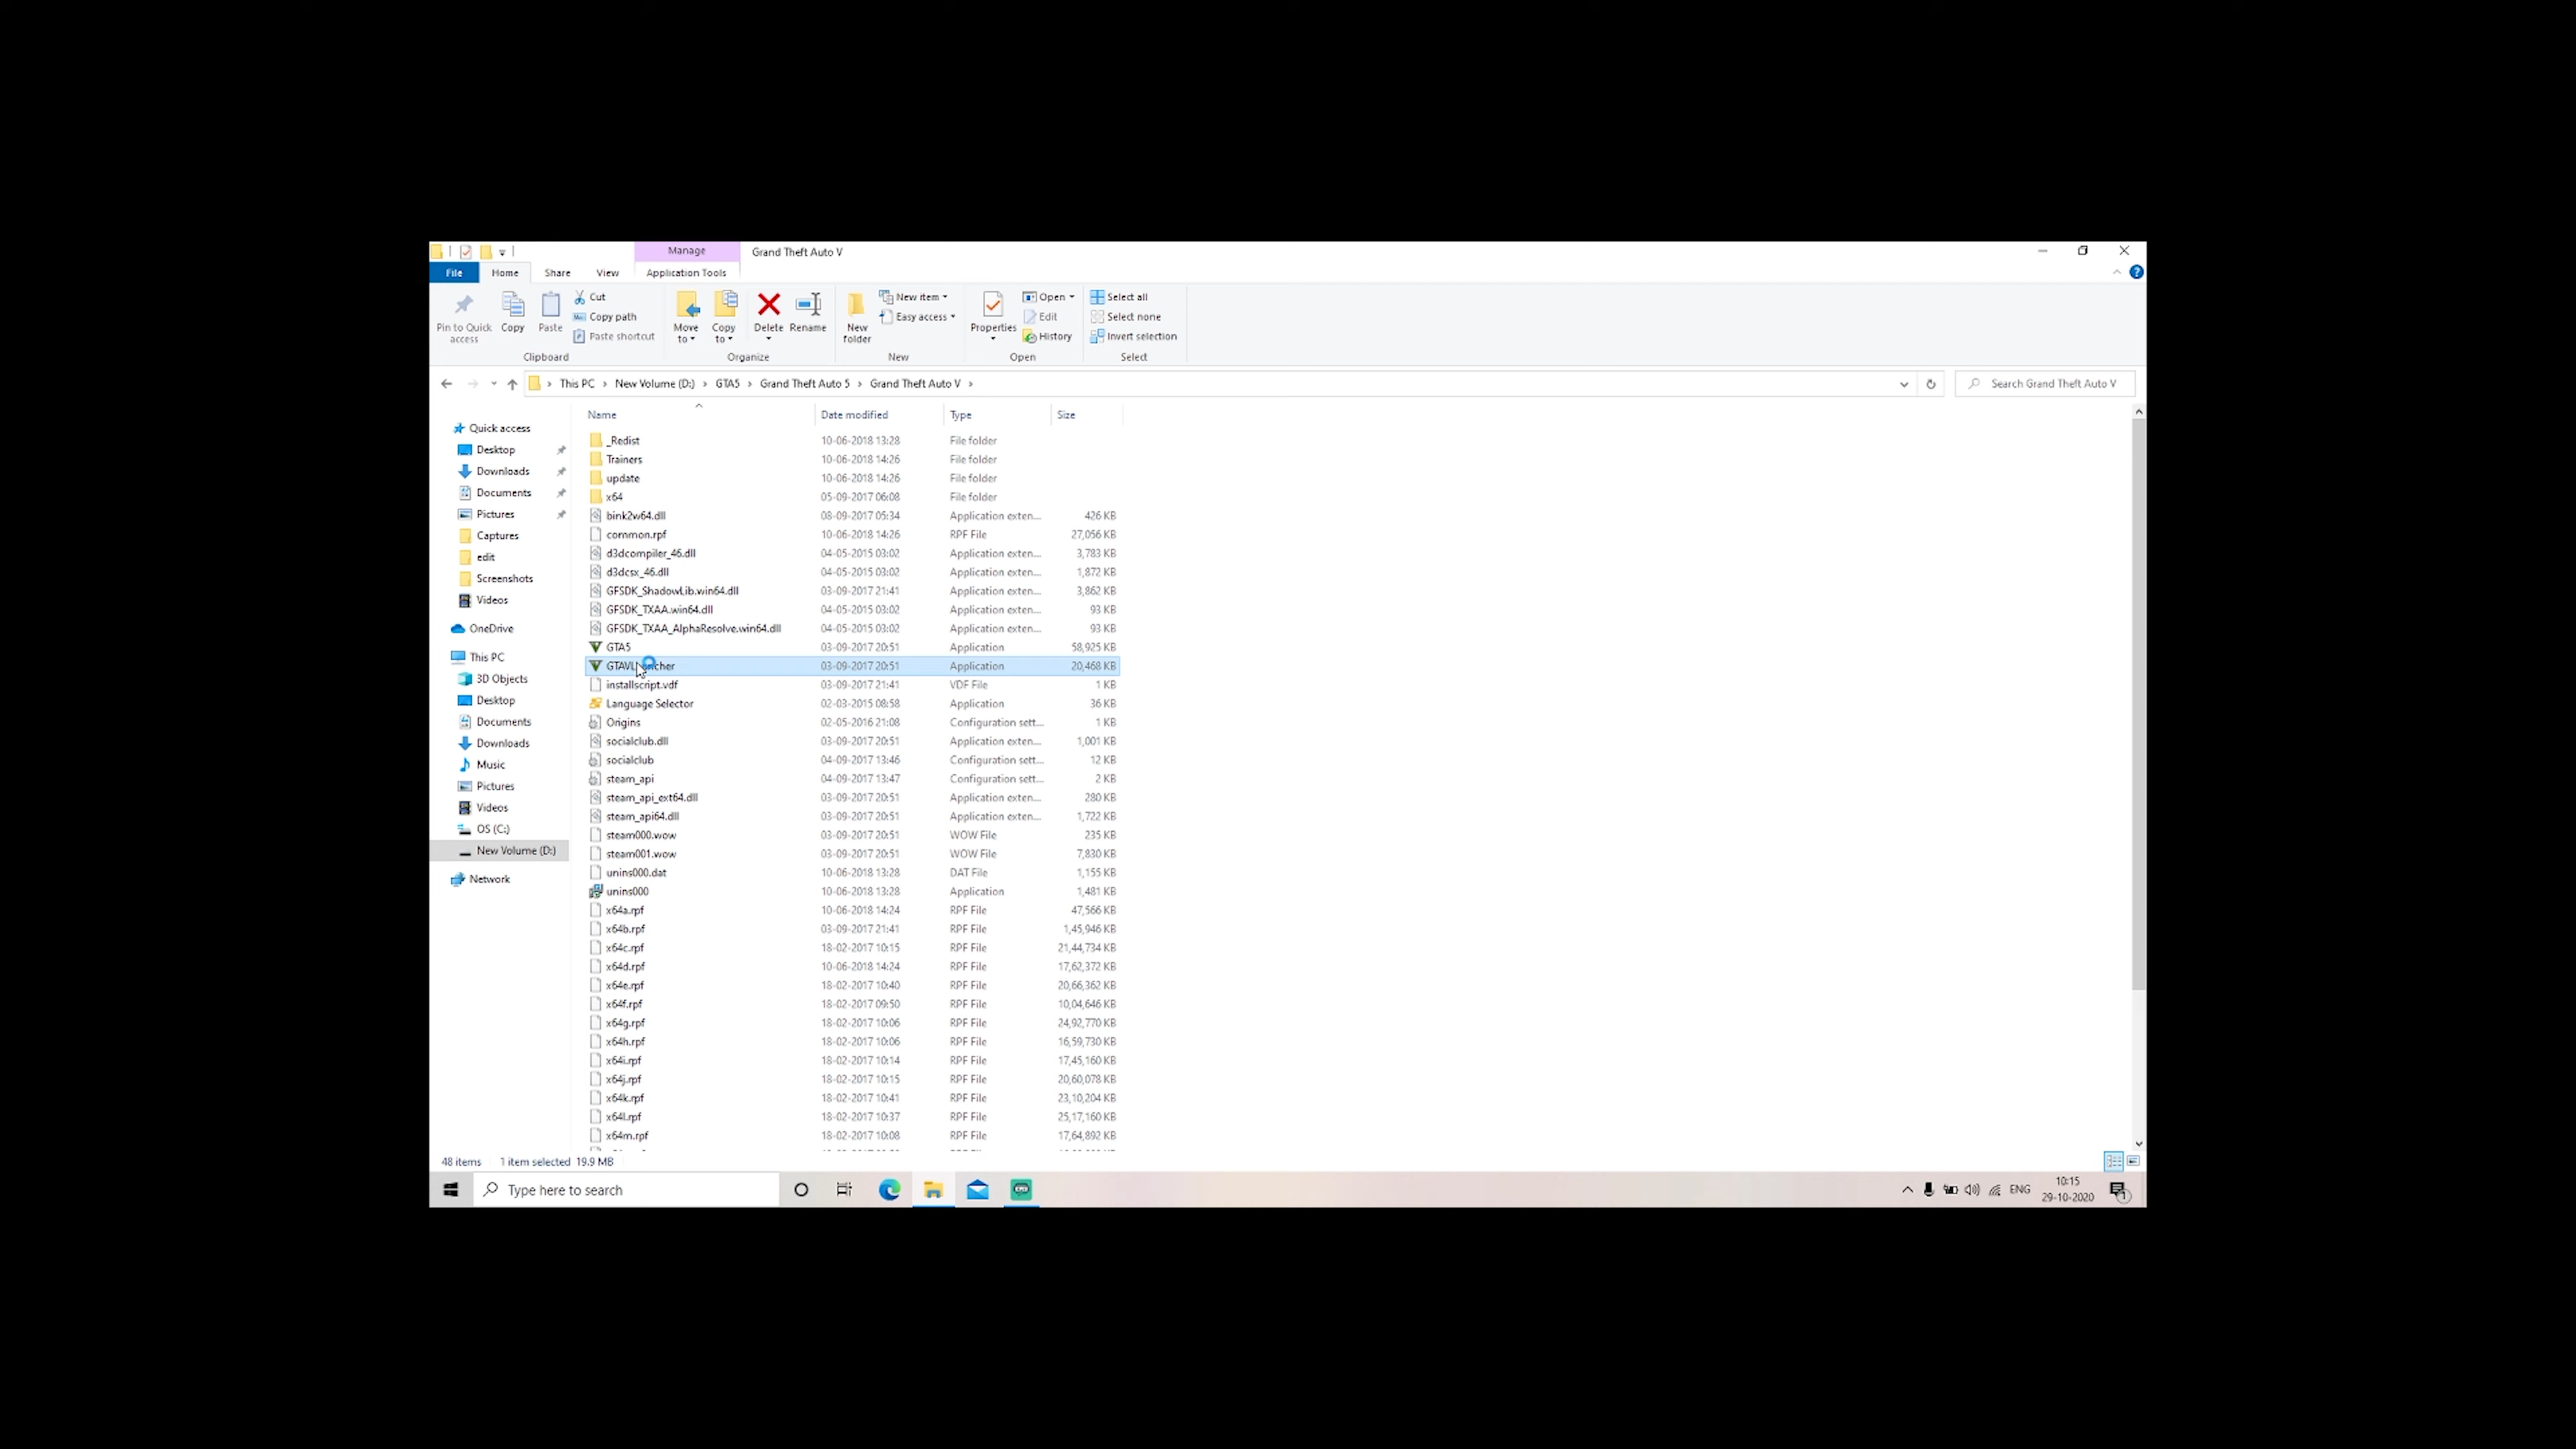 Manage
Grand Theft Auto V
File
Home
Share
View
Application Tools
Pin to Quick access
Copy
Paste
Cut
Copy path
Paste shortcut
Clipboard
Move to
Copy to
Delete
Rename
Organize
New folder
New item
Easy access
New
Properties
Open
Edit
History
Open
Select all
Select none
Invert selection
Select
This PC > New Volume (D:) > GTA5 > Grand Theft Auto 5 > Grand Theft Auto V >
Search Grand Theft Auto V
Quick access
Desktop
Downloads
Documents
Pictures
Captures
edit
Screenshots
Videos
OneDrive
This PC
3D Objects
Desktop
Documents
Downloads
Music
Pictures
Videos
OS (C:)
New Volume (D:)
Network
Name Date modified Type Size
_Redist 10-06-2018 13:28 File folder
Trainers 10-06-2018 14:26 File folder
update 10-06-2018 14:26 File folder
x64 05-09-2017 06:08 File folder
bink2w64.dll 08-09-2017 05:34 Application exten... 426 KB
common.rpf 10-06-2018 14:26 RPF File 27,056 KB
d3dcompiler_46.dll 04-05-2015 03:02 Application exten... 3,783 KB
d3dcsx_46.dll 04-05-2015 03:02 Application exten... 1,872 KB
GFSDK_ShadowLib.win64.dll 03-09-2017 21:41 Application exten... 3,862 KB
GFSDK_TXAA.win64.dll 04-05-2015 03:02 Application exten... 93 KB
GFSDK_TXAA_AlphaResolve.win64.dll 04-05-2015 03:02 Application exten... 93 KB
GTA5 03-09-2017 20:51 Application 58,925 KB
03-09-2017 20:51 Application 20,468 KB
installscript.vdf 03-09-2017 21:41 VDF File 1 KB
Language Selector 02-03-2015 08:58 Application 36 KB
Origins 02-05-2016 21:08 Configuration sett... 1 KB
socialclub.dll 03-09-2017 20:51 Application exten... 1,001 KB
socialclub 04-09-2017 13:46 Configuration sett... 12 KB
steam_api 04-09-2017 13:47 Configuration sett... 2 KB
steam_api_ext64.dll 03-09-2017 20:51 Application exten... 280 KB
steam_api64.dll 03-09-2017 20:51 Application exten... 1,722 KB
steam000.wow 03-09-2017 20:51 WOW File 235 KB
steam001.wow 03-09-2017 20:51 WOW File 7,830 KB
unins000.dat 10-06-2018 13:28 DAT File 1,155 KB
unins000 10-06-2018 13:28 Application 1,481 KB
x64a.rpf 10-06-2018 14:24 RPF File 47,566 KB
x64b.rpf 03-09-2017 21:41 RPF File 1,45,946 KB
x64c.rpf 18-02-2017 10:15 RPF File 21,44,734 KB
x64d.rpf 10-06-2018 14:24 RPF File 17,62,372 KB
x64e.rpf 18-02-2017 10:40 RPF File 20,66,362 KB
x64f.rpf 18-02-2017 09:50 RPF File 10,04,646 KB
x64g.rpf 18-02-2017 10:06 RPF File 24,92,770 KB
x64h.rpf 18-02-2017 10:06 RPF File 16,59,730 KB
x64i.rpf 18-02-2017 10:14 RPF File 17,45,160 KB
x64j.rpf 18-02-2017 10:15 RPF File 20,60,078 KB
x64k.rpf 18-02-2017 10:41 RPF File 23,10,204 KB
x64l.rpf 18-02-2017 10:37 RPF File 25,17,160 KB
x64m.rpf 18-02-2017 10:08 RPF File 17,64,892 KB
48 items 1 item selected 19.9 MB
Type here to search
ENG
10:15
29-10-2020
1